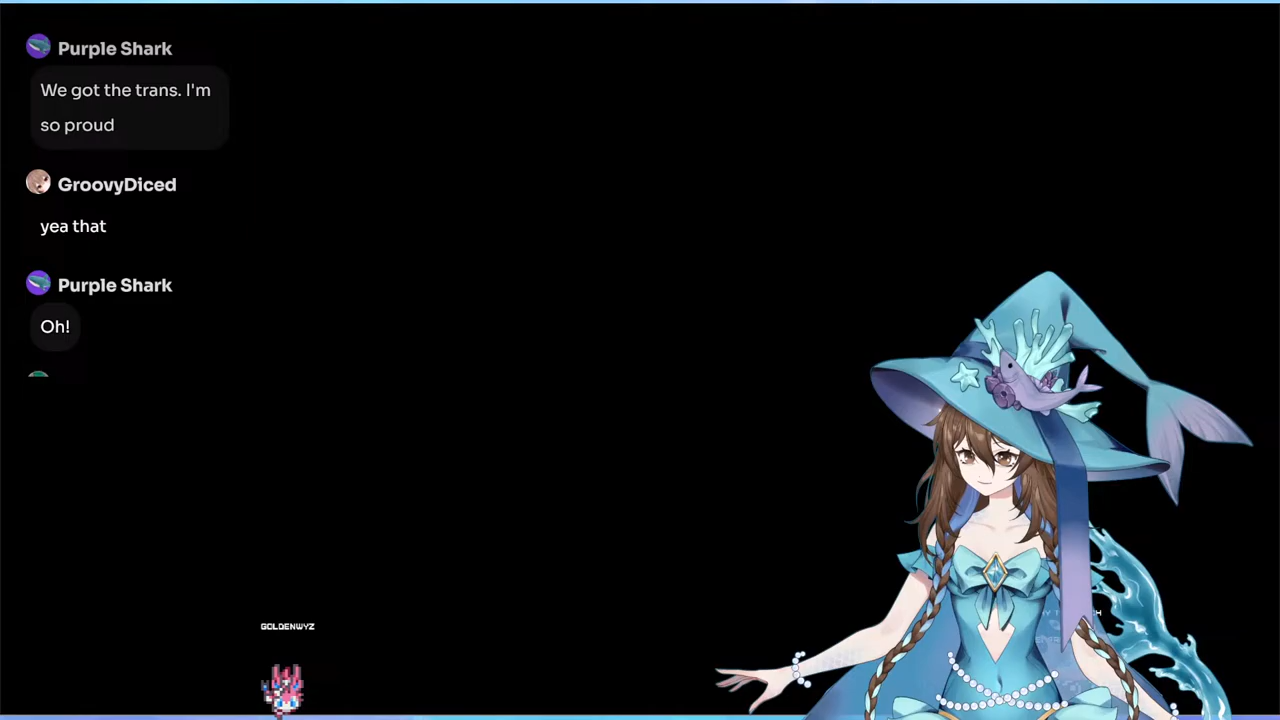 Purple Shark
We got the trans. I'm
so proud
GroovyDiced
yea that
Purple Shark
Oh!
GOLDENWYZ